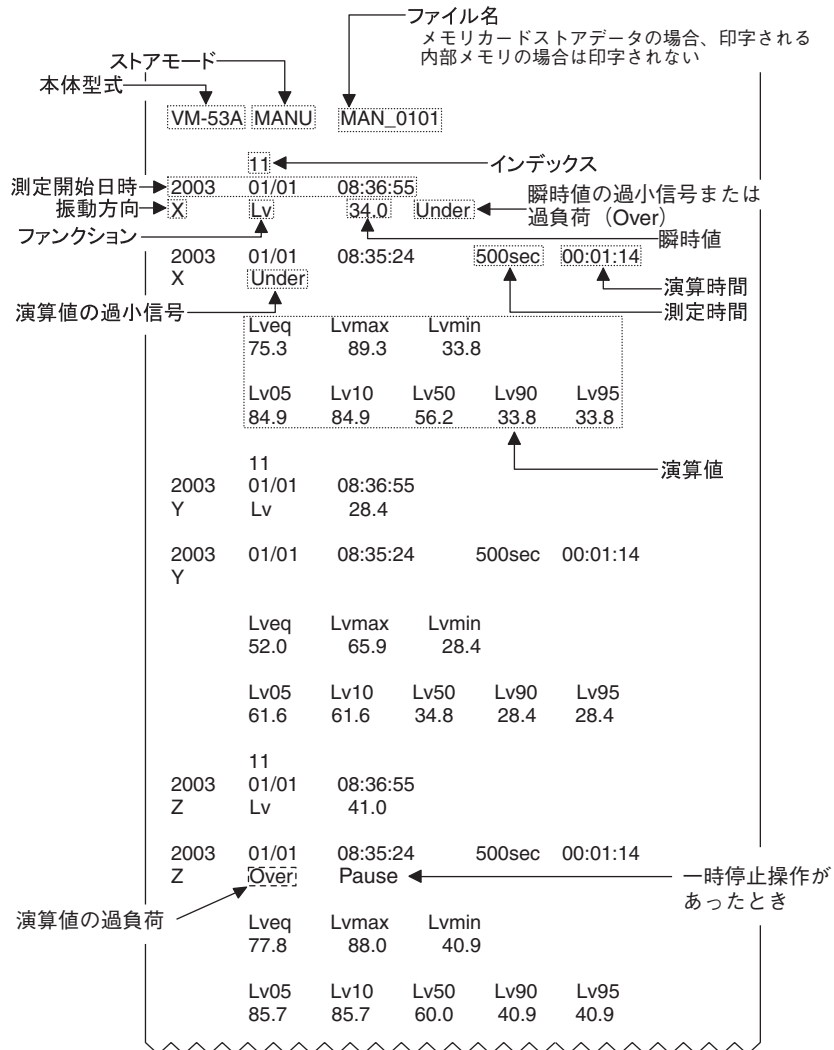 ファイル名
メモリカードストアデータの場合、印字される
内部メモリの場合は印字されない
ストアモード
本体型式
VM-53A MANU MAN_0101
11 インデックス
測定開始日時 2003 01/01 08:36:55
瞬時値の過小信号または
過負荷（Over）
振動方向 X Lv 34.0 Under
ファンクション
瞬時値
2003 01/01 08:35:24 500sec 00:01:14
X Under
演算時間
測定時間
演算値の過小信号
Lveq Lvmax Lvmin
75.3 89.3 33.8
Lv05 Lv10 Lv50 Lv90 Lv95
84.9 84.9 56.2 33.8 33.8
演算値
11
2003 01/01 08:36:55
Y Lv 28.4
2003 01/01 08:35:24 500sec 00:01:14
Y
Lveq Lvmax Lvmin
52.0 65.9 28.4
Lv05 Lv10 Lv50 Lv90 Lv95
61.6 61.6 34.8 28.4 28.4
11
2003 01/01 08:36:55
Z Lv 41.0
2003 01/01 08:35:24 500sec 00:01:14
Z Over Pause
一時停止操作が
あったとき
演算値の過負荷
Lveq Lvmax Lvmin
77.8 88.0 40.9
Lv05 Lv10 Lv50 Lv90 Lv95
85.7 85.7 60.0 40.9 40.9